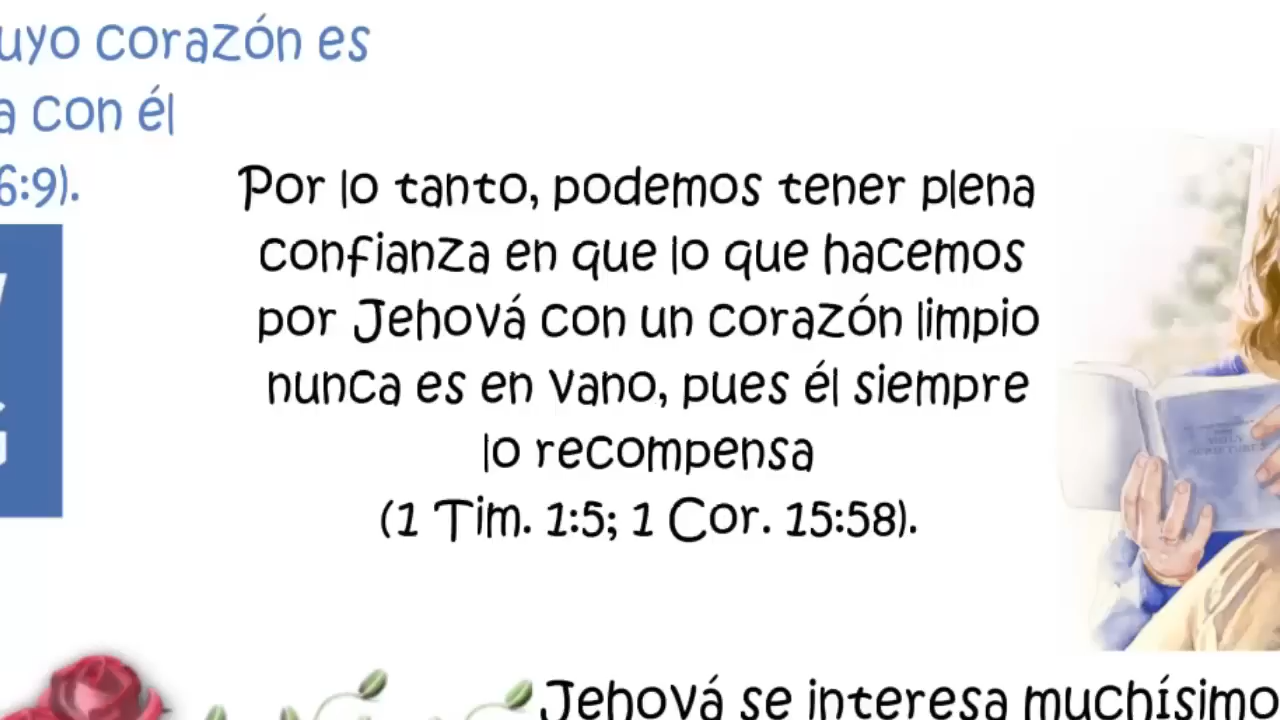 uyo corazón es
a con él
6:9).
Por lo tanto, podemos tener plena
confianza en que lo que hacemos
por Jehová con un corazón limpio
nunca es en vano, pues él siempre
lo recompensa
(1 Tim. 1:5; 1 Cor. 15:58).
Jehová se interesa muchísimo